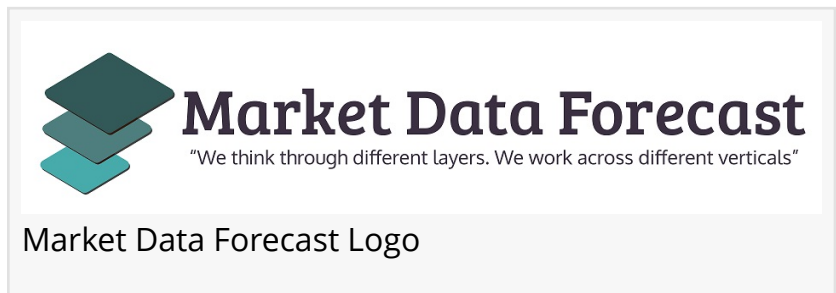 Market Data Forecast
“We think through different layers. We work across different verticals”
Market Data Forecast Logo